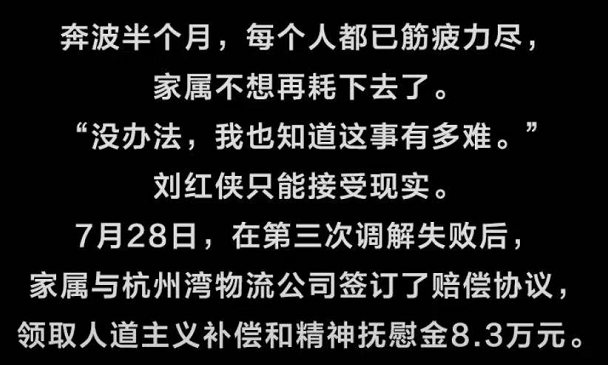 奔波半个月，每个人都已筋疲力尽，
家属不想再耗下去了。
“没办法，我也知道这事有多难。”
刘红侠只能接受现实。
7月28日，在第三次调解失败后，
家属与杭州湾物流公司签订了赔偿协议，
领取人道主义补偿和精神抚慰金8.3万元。